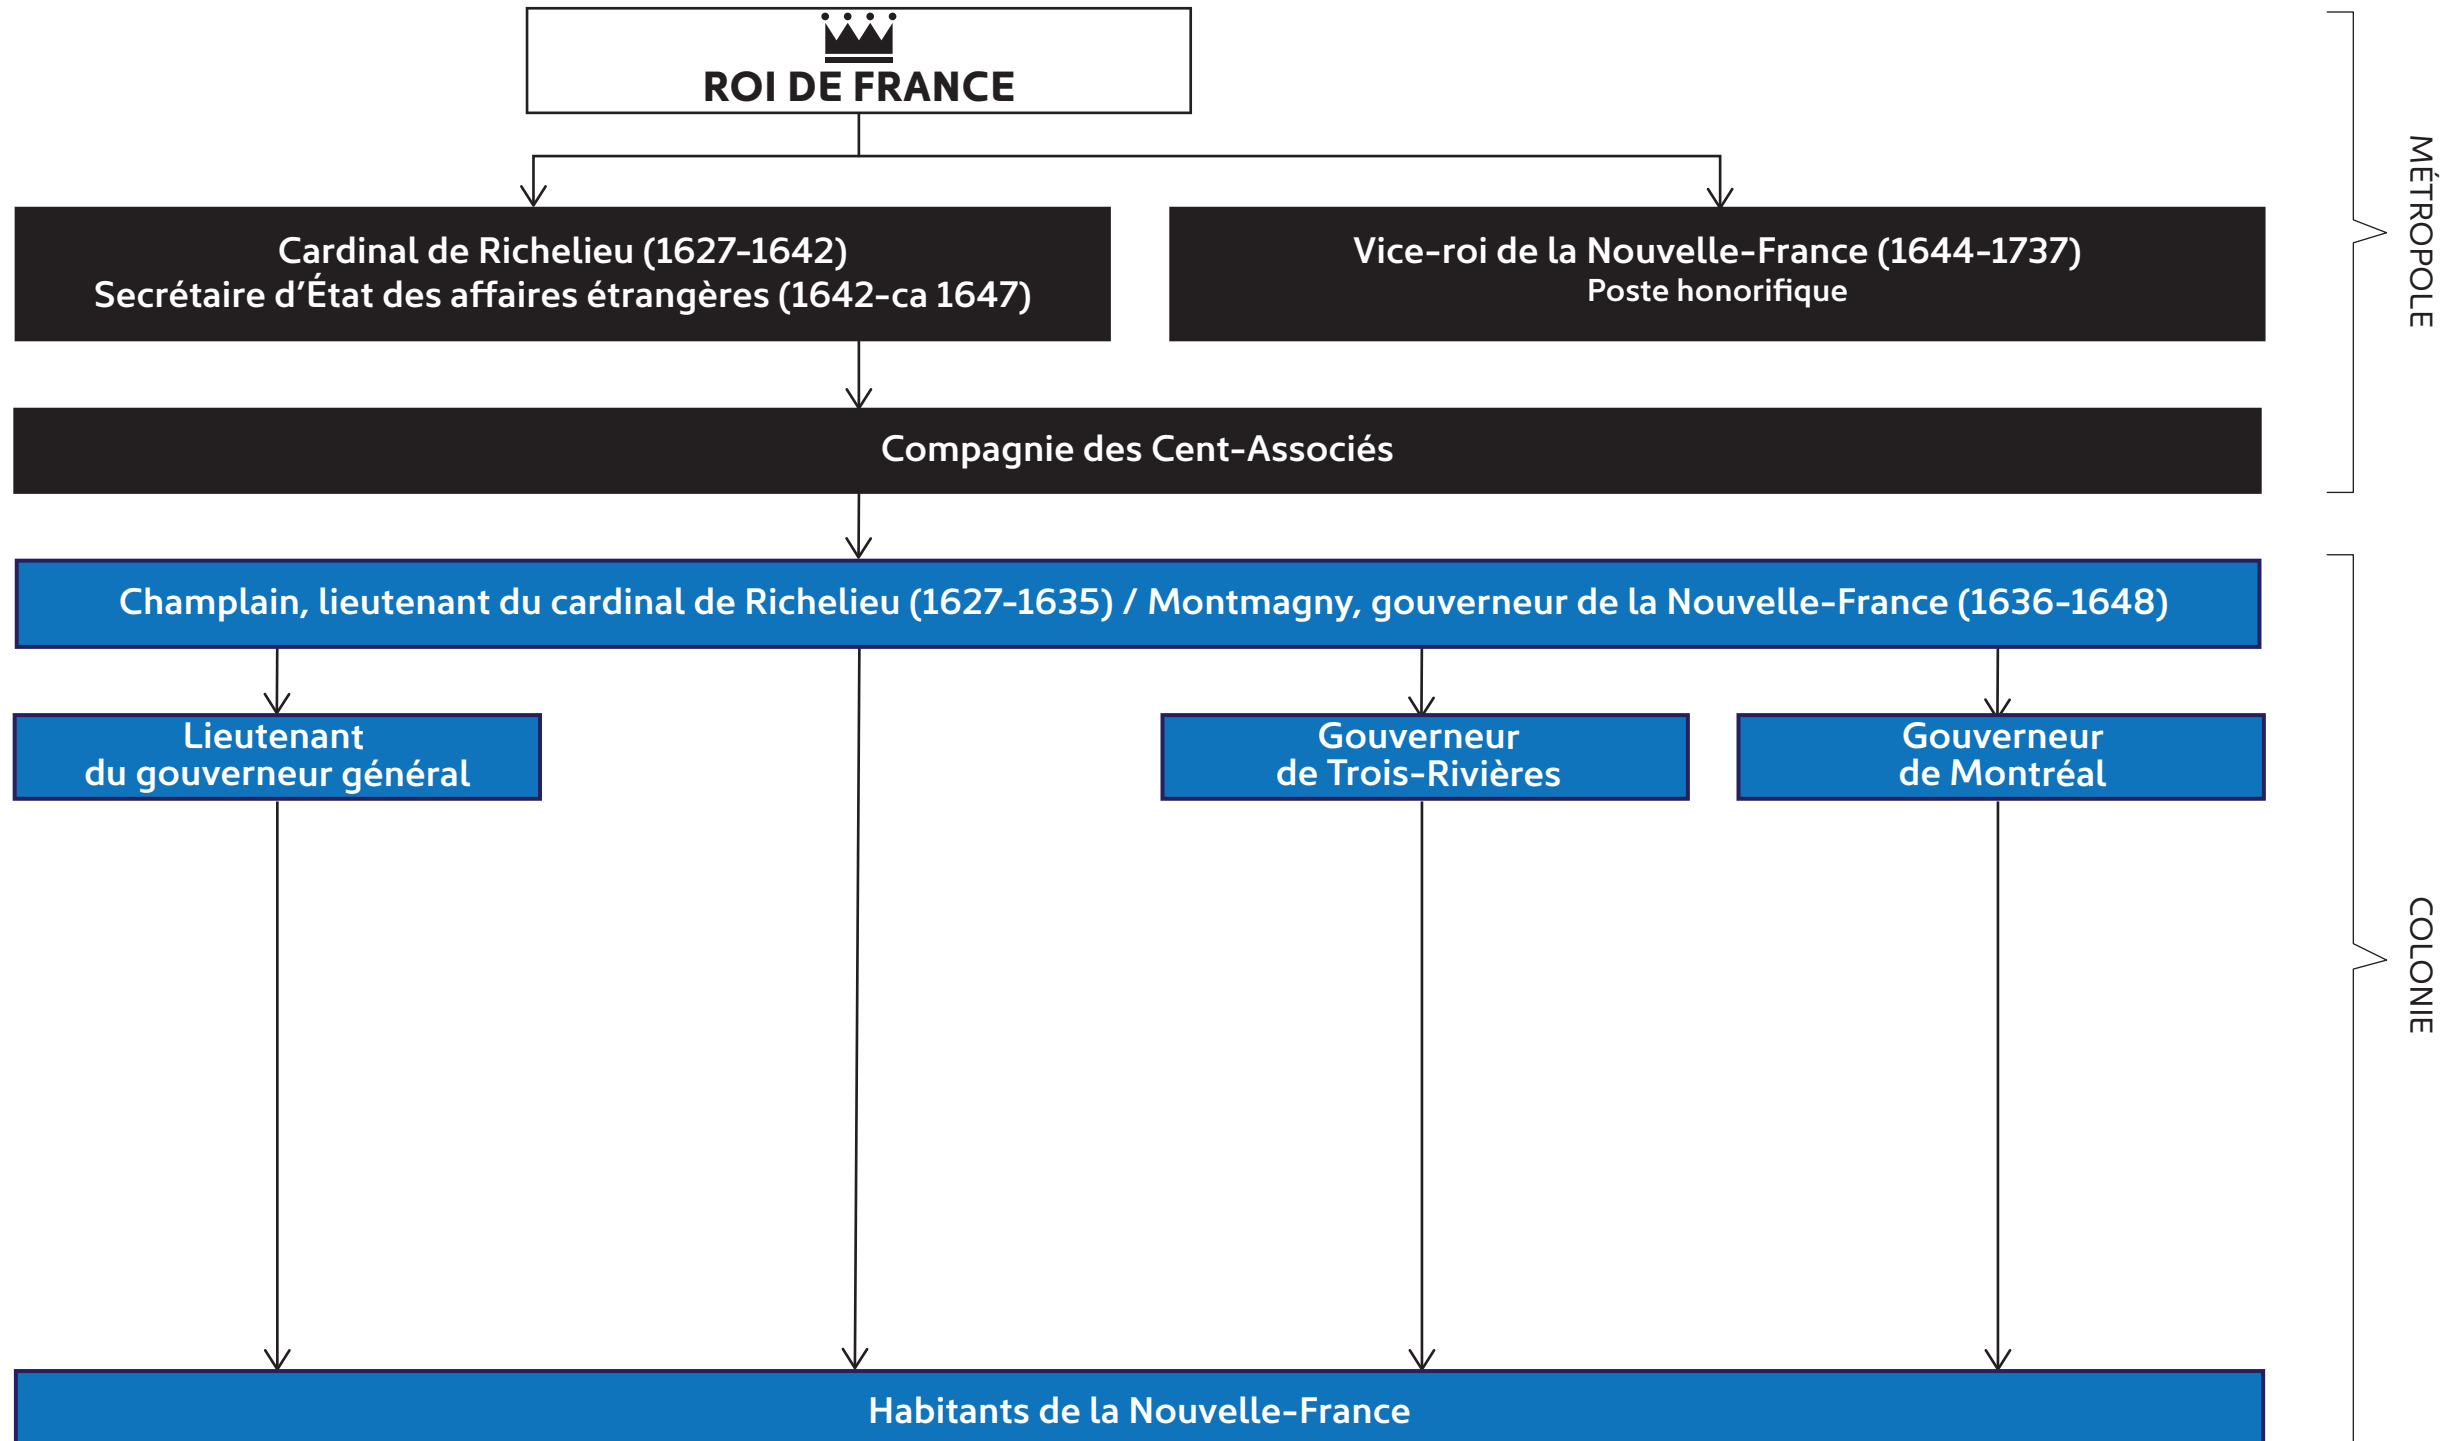 ROI DE FRANCE
Cardinal de Richelieu (1627-1642)
Secrétaire d’État des affaires étrangères (1642-ca 1647)
Vice-roi de la Nouvelle-France (1644-1737)
Poste honorifique
Compagnie des Cent-Associés
MÉTROPOLE
Champlain, lieutenant du cardinal de Richelieu (1627-1635) / Montmagny, gouverneur de la Nouvelle-France (1636-1648)
Lieutenant
du gouverneur général
Gouverneur
de Trois-Rivières
Gouverneur
de Montréal
COLONIE
Habitants de la Nouvelle-France